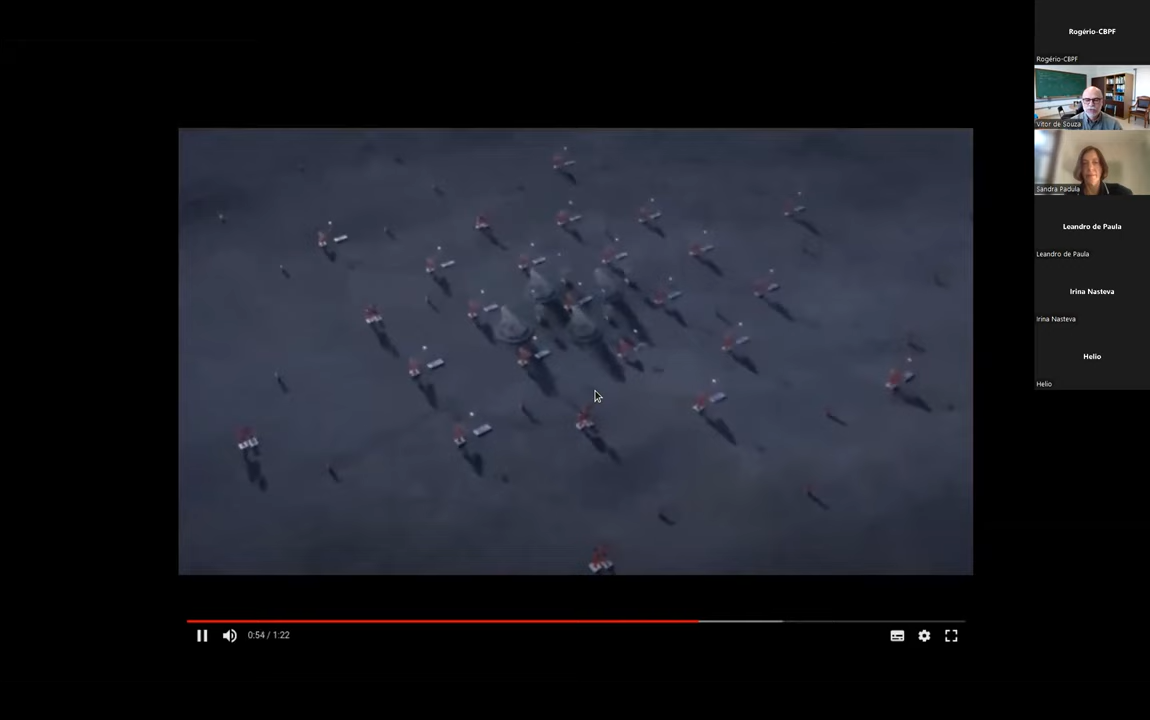 Rogério-CBPF
Rogério-CBPF
Vitor de Souza
Sandra Padula
Leandro de Paula
Leandro de Paula
Irina Nasteva
Irina Nasteva
Helio
Helio
0:54 / 1:22